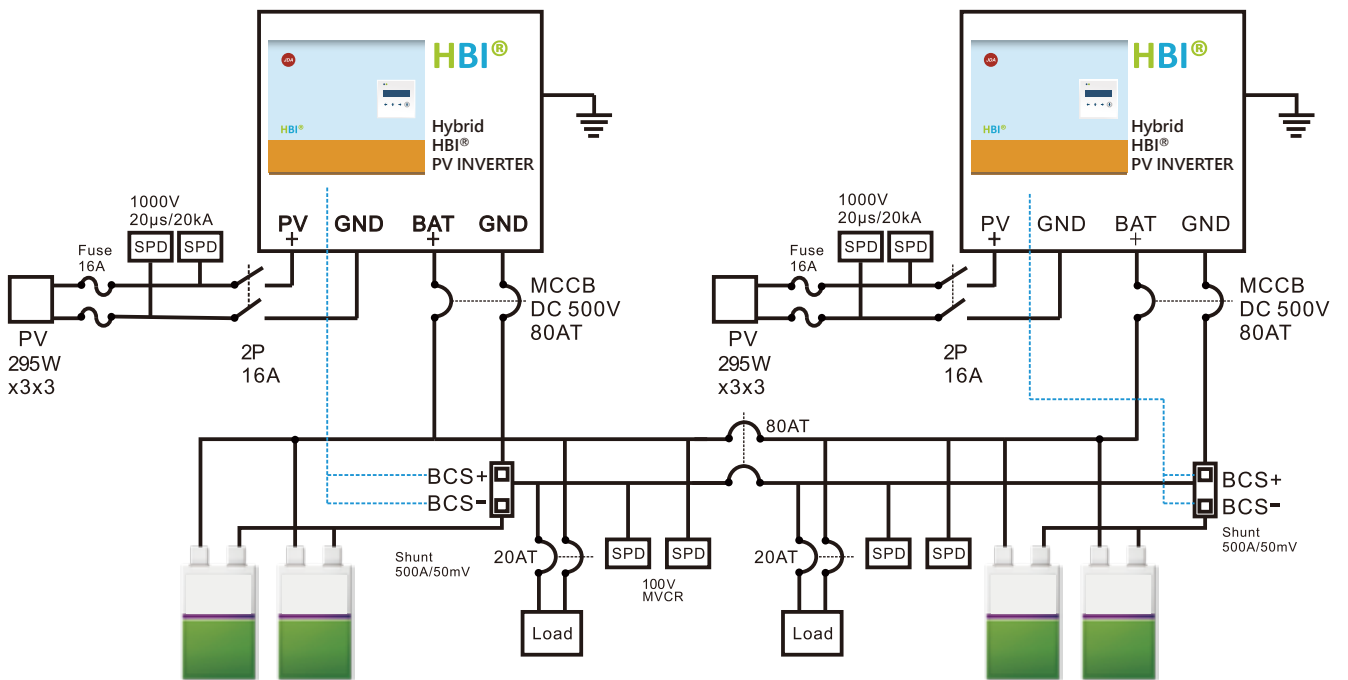 JDA
HBI®
HBI®
Hybrid
HBI®
PV INVERTER
PV
+
GND
BAT
+
GND
1000V
20μs/20kA
SPD
SPD
Fuse
16A
PV
295W
x3x3
2P
16A
MCCB
DC 500V
80AT
JDA
HBI®
HBI®
Hybrid
HBI®
PV INVERTER
PV
+
GND
BAT
+
GND
1000V
20μs/20kA
SPD
SPD
Fuse
16A
PV
295W
x3x3
2P
16A
MCCB
DC 500V
80AT
80AT
BCS+
BCS-
Shunt
500A/50mV
20AT
Load
SPD
SPD
100V
MVCR
20AT
Load
SPD
SPD
BCS+
BCS-
Shunt
500A/50mV